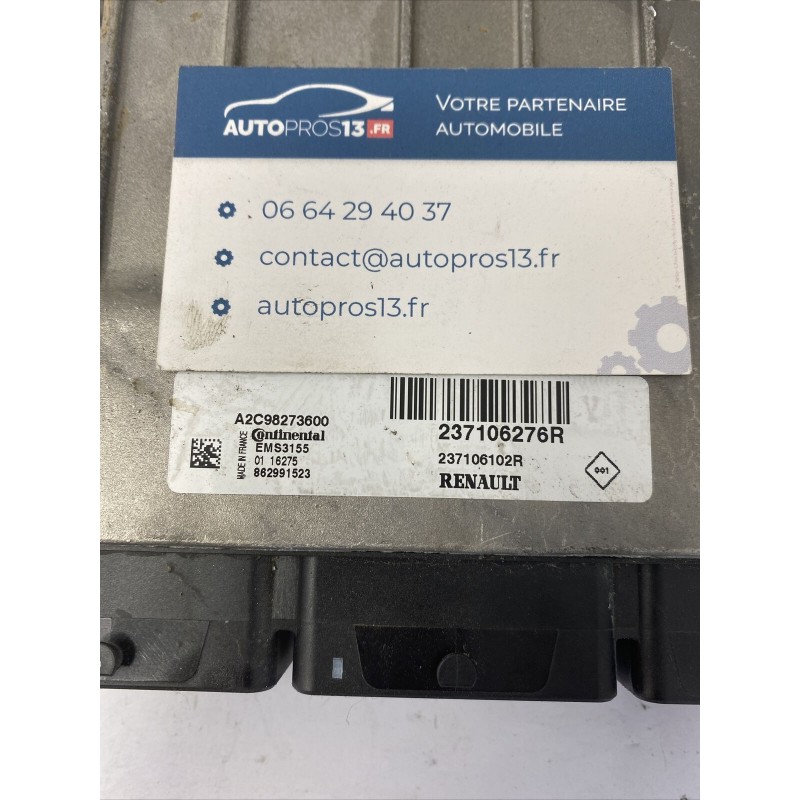 AUTOPROS13.FR
VOTRE PARTENAIRE
AUTOMOBILE
. 06 64 29 40 37
contact@autopros13.fr
autopros13.fr
A2C98273600
Continental
EMS3155
01 16275
862991523
MADE IN FRANCE
237106276R
237106102R
RENAULT
001